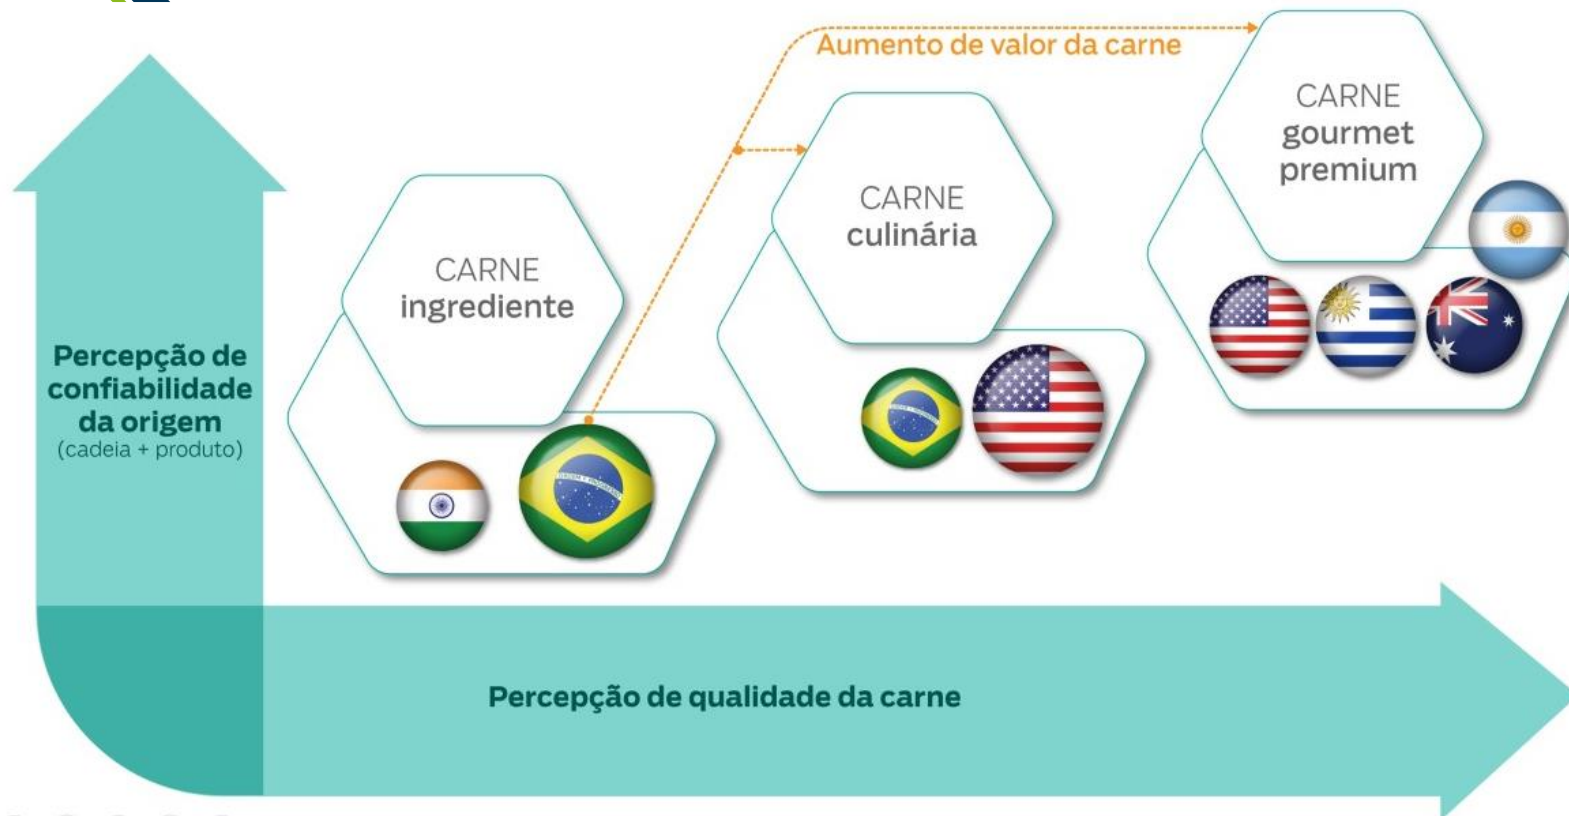 Aumento de valor da carne
CARNE
gourmet
premium
CARNE
culinária
CARNE
ingrediente
Percepção de
confiabilidade
da origem
(cadeia + produto)
Percepção de qualidade da carne